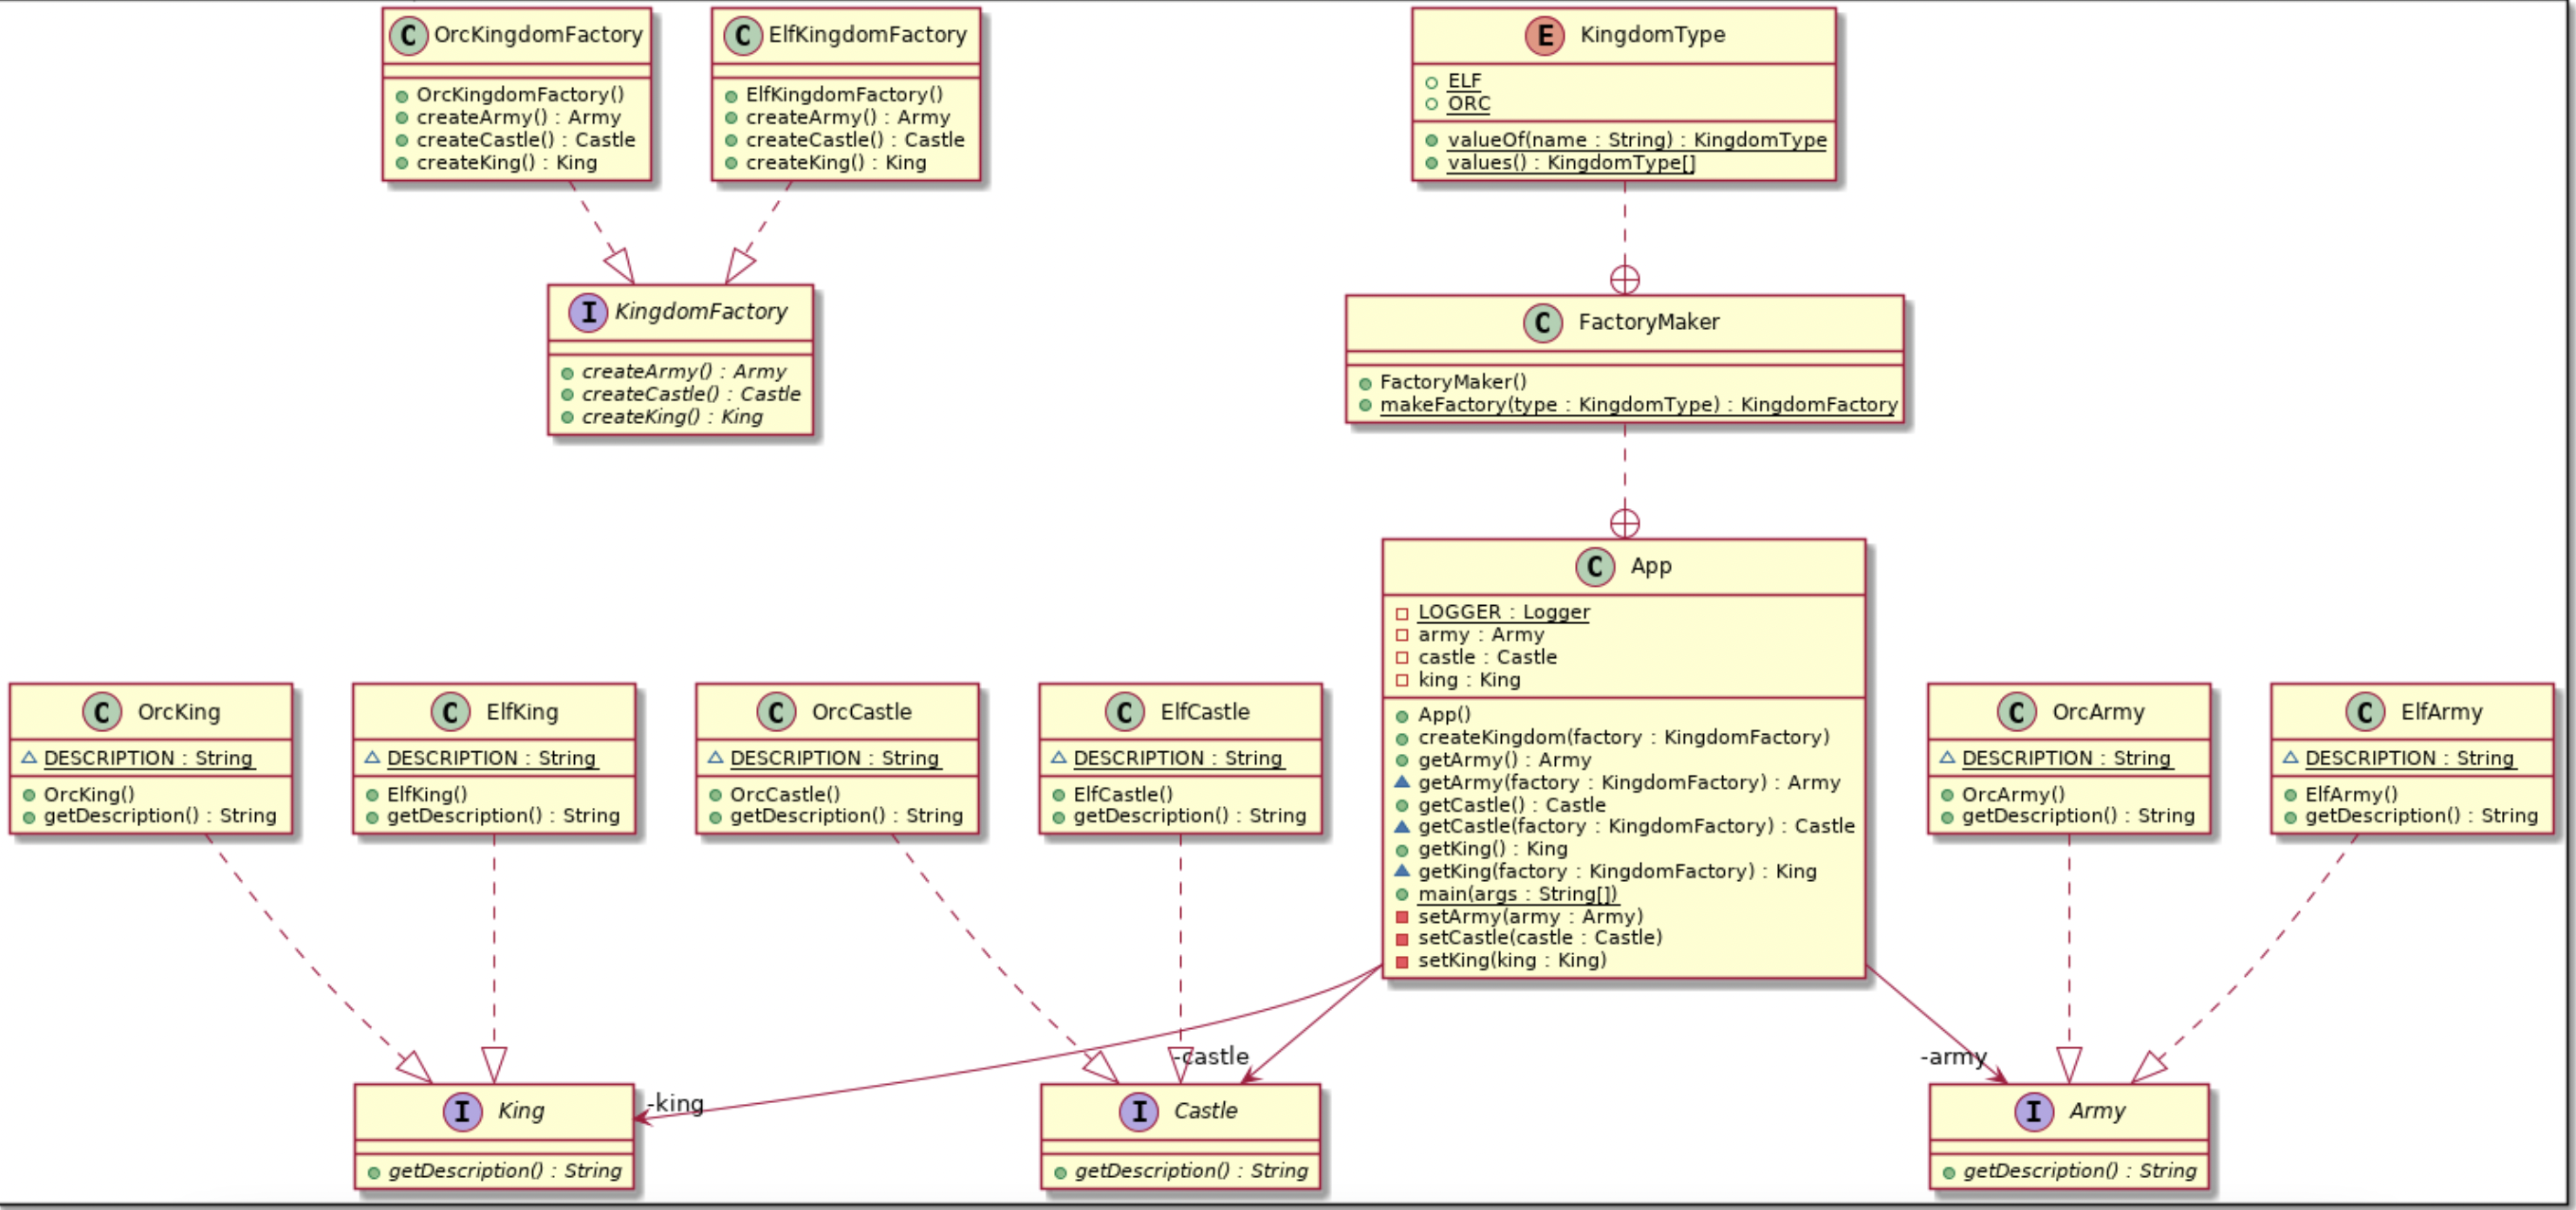 C OrcKingdomFactory
OrcKingdomFactory()
createArmy() : Army
createCastle() : Castle
createKing() : King
C ElfKingdomFactory
ElfKingdomFactory()
createArmy() : Army
createCastle() : Castle
createKing() : King
E KingdomType
ELF
ORC
valueOf(name : String) : KingdomType
values() : KingdomType[]
I KingdomFactory
createArmy() : Army
createCastle() : Castle
createKing() : King
C FactoryMaker
FactoryMaker()
makeFactory(type : KingdomType) : KingdomFactory
C App
LOGGER : Logger
army : Army
castle : Castle
king : King
App()
createKingdom(factory : KingdomFactory)
getArmy() : Army
getArmy(factory : KingdomFactory) : Army
getCastle() : Castle
getCastle(factory : KingdomFactory) : Castle
getKing() : King
getKing(factory : KingdomFactory) : King
main(args : String[])
setArmy(army : Army)
setCastle(castle : Castle)
setKing(king : King)
C OrcKing
DESCRIPTION : String
OrcKing()
getDescription() : String
C ElfKing
DESCRIPTION : String
ElfKing()
getDescription() : String
C OrcCastle
DESCRIPTION : String
OrcCastle()
getDescription() : String
C ElfCastle
DESCRIPTION : String
ElfCastle()
getDescription() : String
C OrcArmy
DESCRIPTION : String
OrcArmy()
getDescription() : String
C ElfArmy
DESCRIPTION : String
ElfArmy()
getDescription() : String
-king
-castle
-army
I King
getDescription() : String
I Castle
getDescription() : String
I Army
getDescription() : String